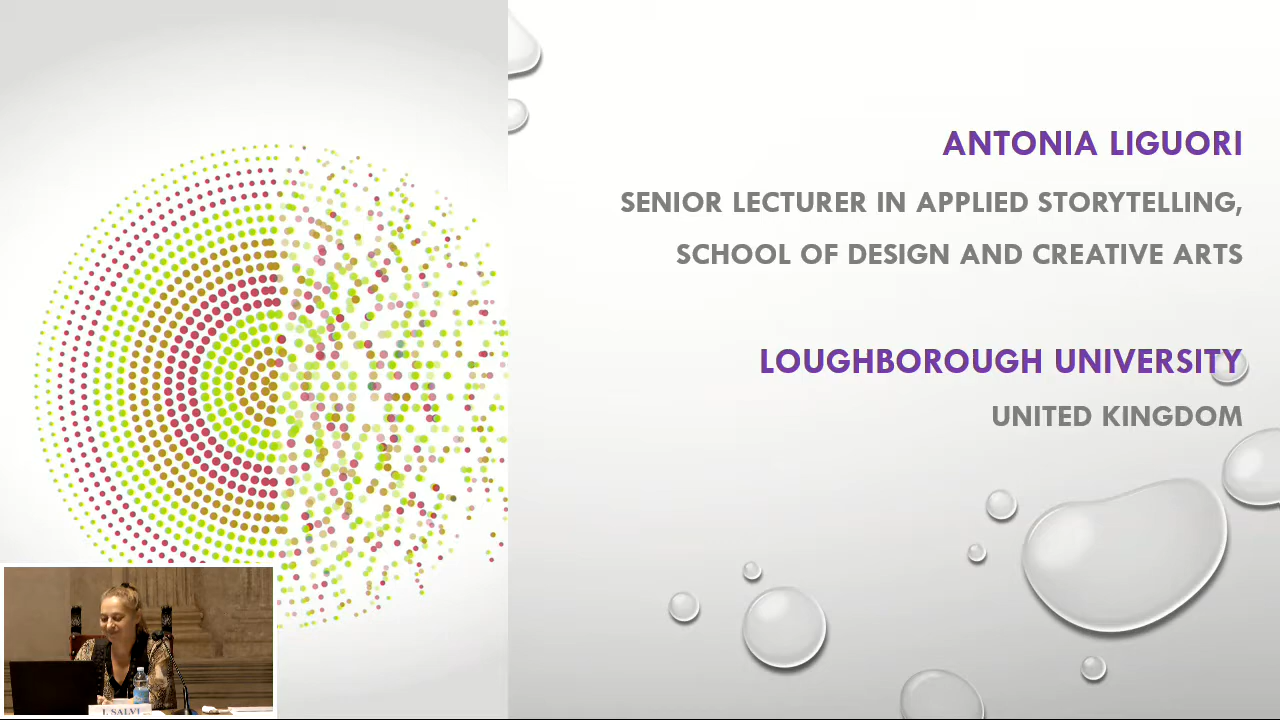 ANTONIA LIGUORI
SENIOR LECTURER IN APPLIED STORYTELLING,
SCHOOL OF DESIGN AND CREATIVE ARTS
LOUGHBOROUGH UNIVERSITY
UNITED KINGDOM
I. SALVI